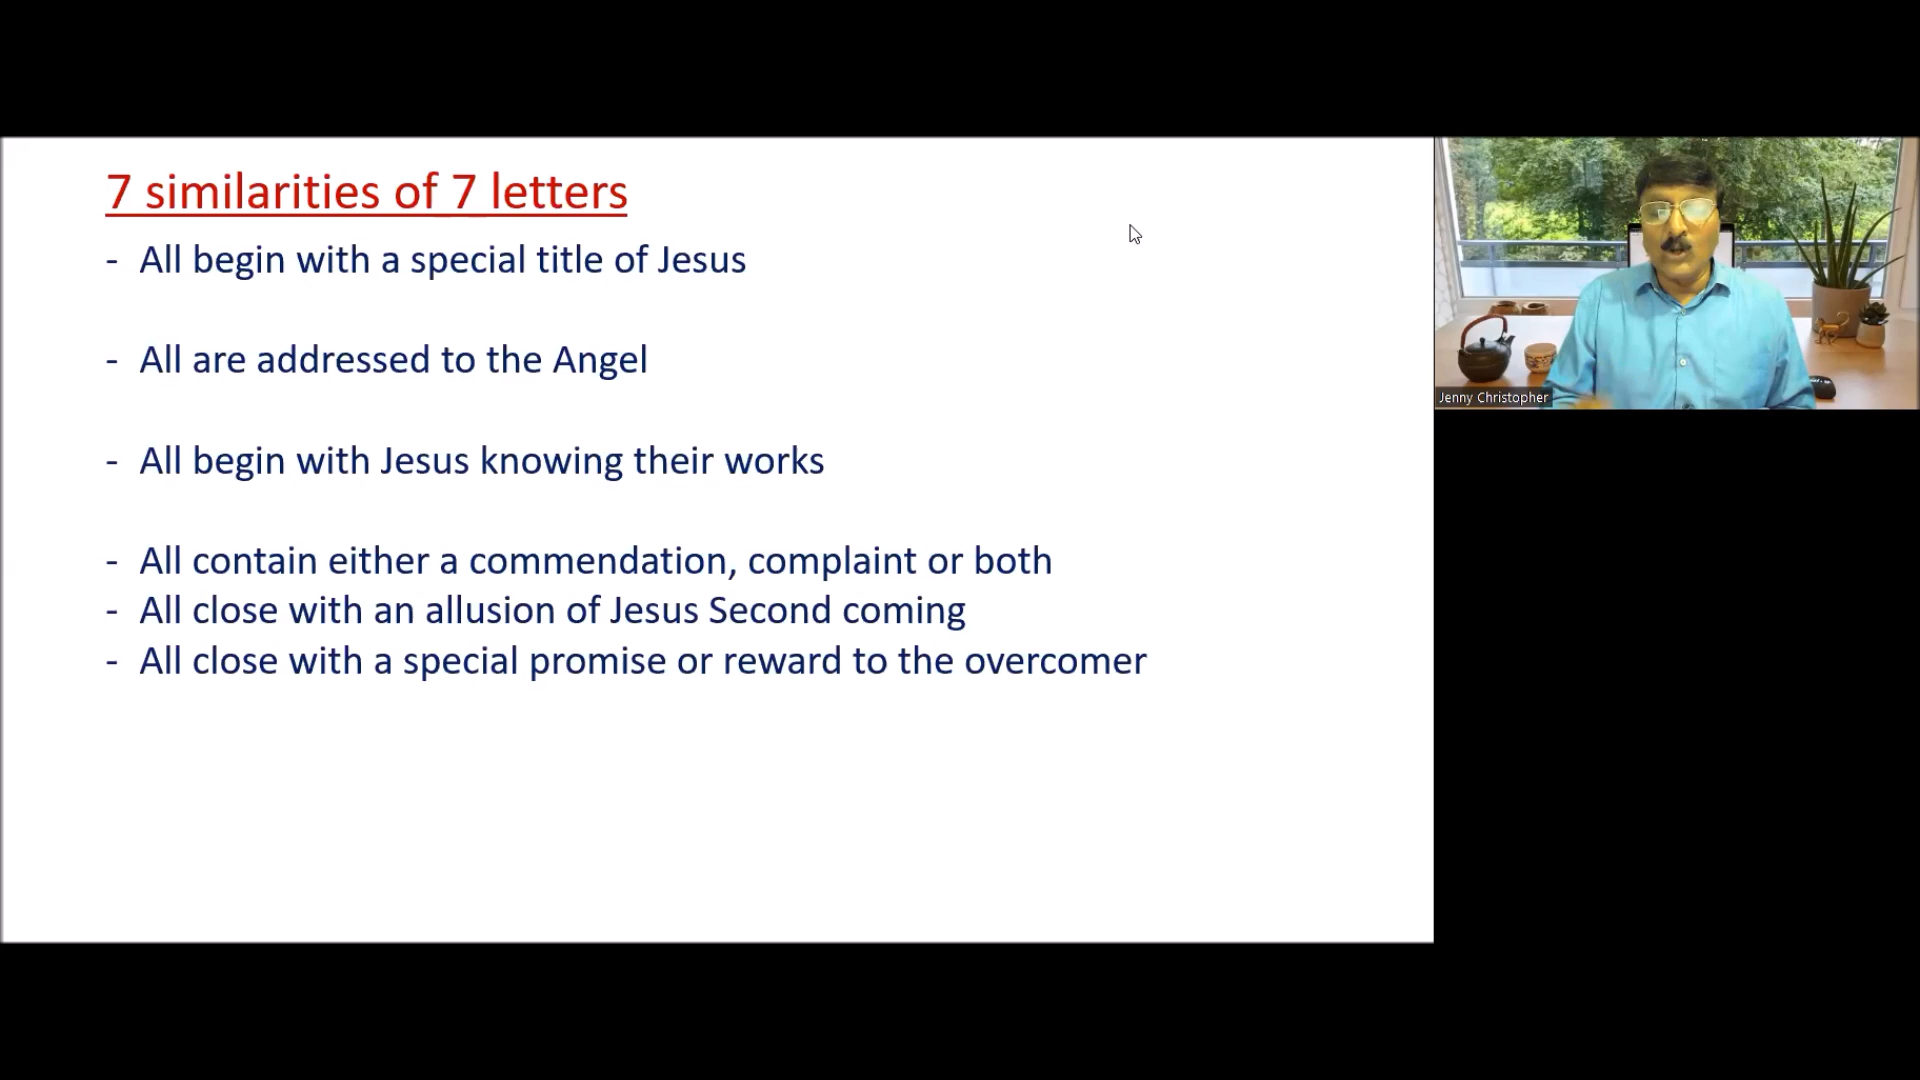 7 similarities of 7 letters
- All begin with a special title of Jesus
- All are addressed to the Angel
- All begin with Jesus knowing their works
- All contain either a commendation, complaint or both
- All close with an allusion of Jesus Second coming
- All close with a special promise or reward to the overcomer
Jenny Christopher